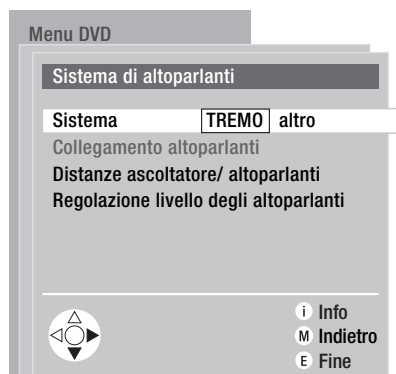 Menu DVD
Sistema di altoparlanti
Sistema TREMO altro
Collegamento altoparlanti
Distanze ascoltatore/ altoparlanti
Regolazione livello degli altoparlanti
i Info
M Indietro
E Fine